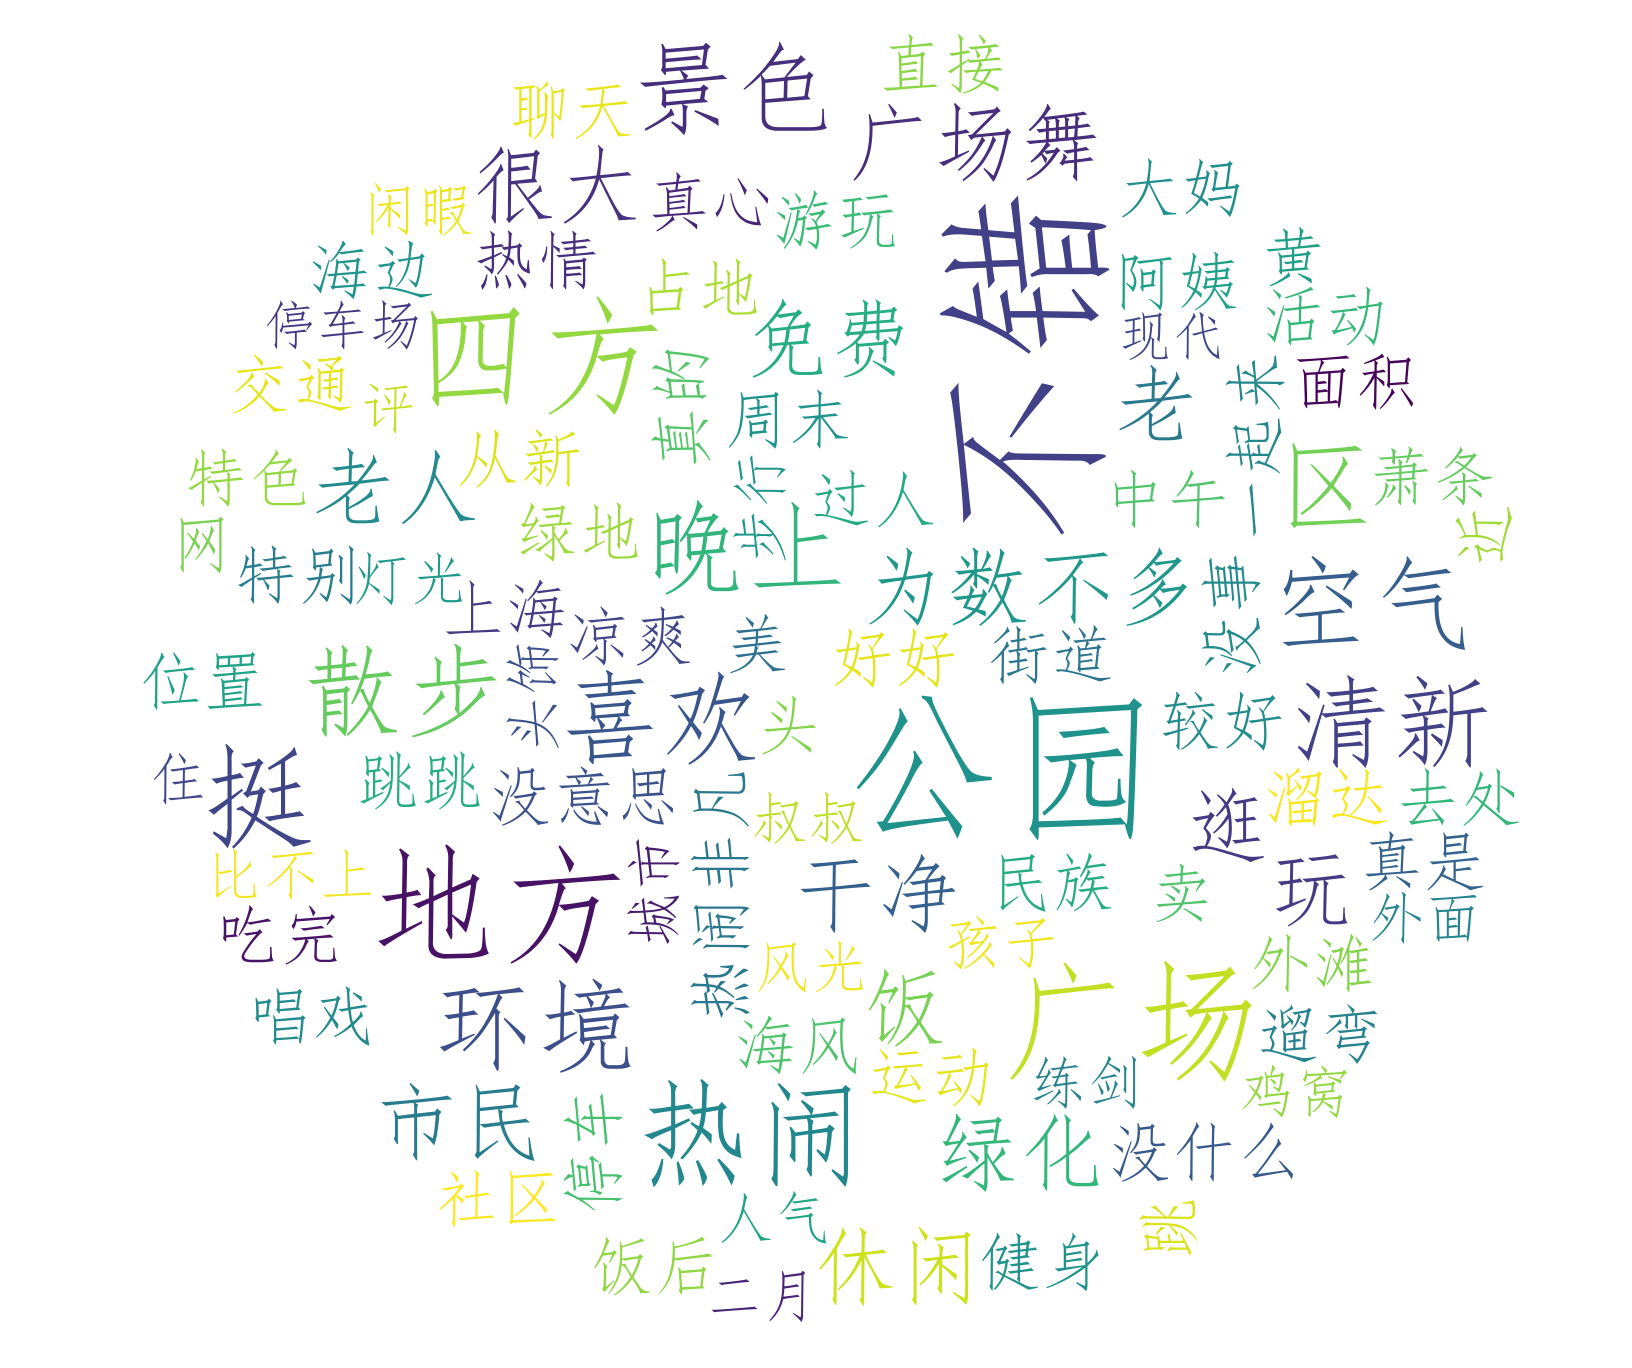 直接
景色
聊天
广场舞
很大
真心
大妈
闲暇
游玩
不错
热情
海边
黄
阿姨
占地
活动
停车场
四方
免费
现代
交通
评
真的
周末
老
一起来
面积
从新
特色
老人
步行
过人
中午
区
萧条
近
网
绿地
晚上
特别
灯光
为数不多
没事
空气
上海
凉爽
美
好好
街道
位置
散步
头饰
喜欢
头
公园
较好
清新
住
挺
跳跳
没意思
热闹非凡
叔叔
逛
溜达
去处
比不上
地方
城市
干净
民族
卖
玩
真是
外面
吃完
风光
孩子
外滩
唱戏
环境
海风
饭
广场
遛弯
运动
练剑
鸡窝
市民
停车
热闹
绿化
没什么
社区
人气
跳
饭后
二月
休闲
健身